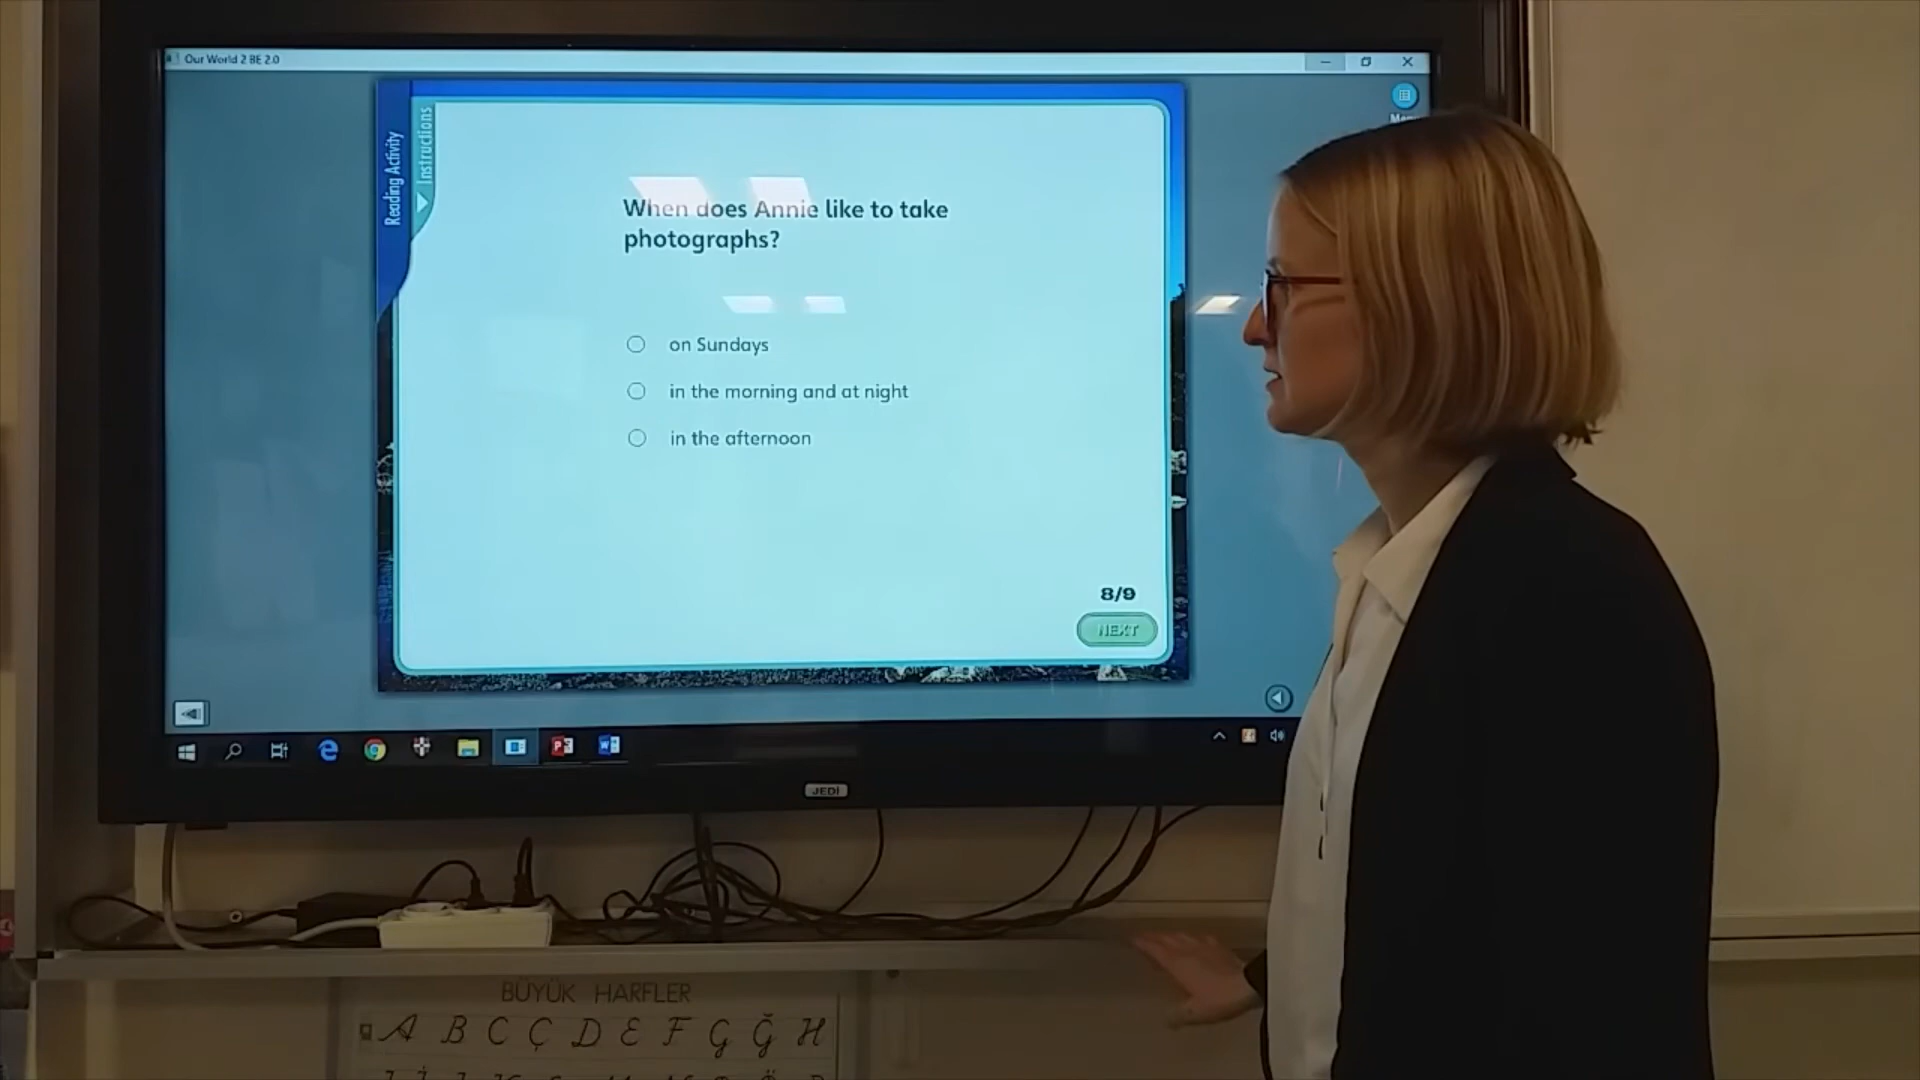 Our World 2 BE 2.0
Reading Activity
Instructions
When does Annie like to take
photographs?
on Sundays
in the morning and at night
in the afternoon
8/9
NEXT
JEDI
BÜYÜK HARFLER
A B C Ç D E F G Ğ H